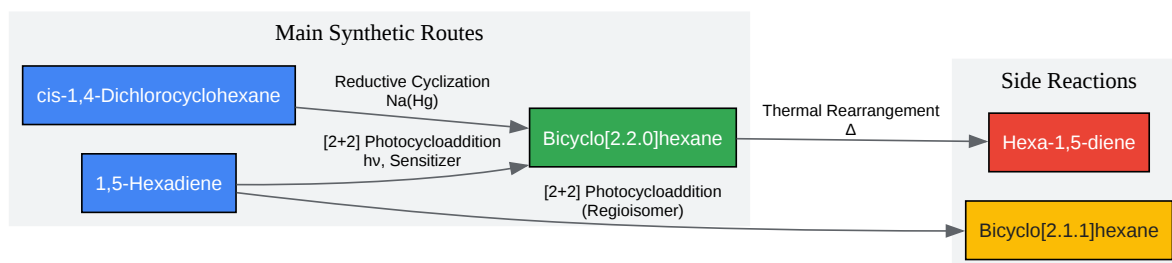 Main Synthetic Routes
cis-1,4-Dichlorocyclohexane
Reductive Cyclization
Na(Hg)
[2+2] Photocycloaddition
hν, Sensitizer
1,5-Hexadiene
Bicyclo[2.2.0]hexane
[2+2] Photocycloaddition
(Regioisomer)
Thermal Rearrangement
Δ
Side Reactions
Hexa-1,5-diene
Bicyclo[2.1.1]hexane